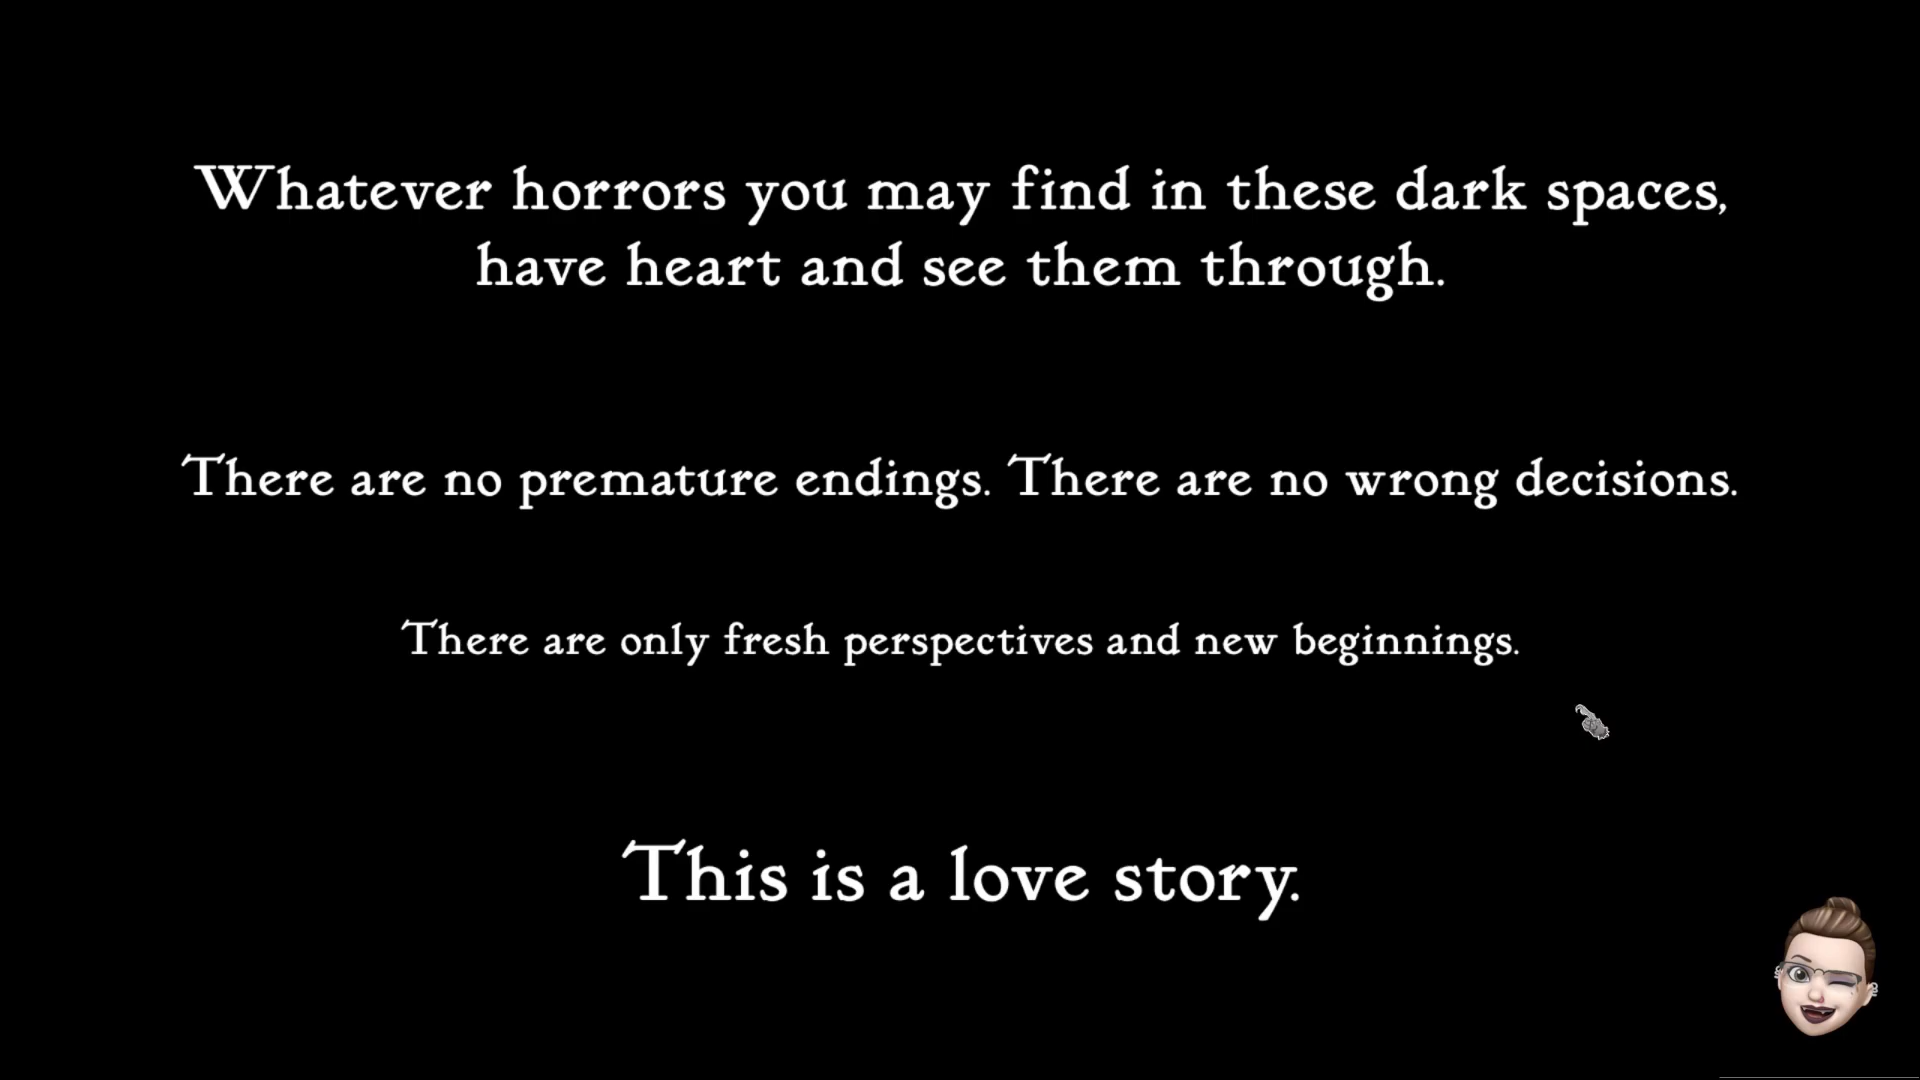 Whatever horrors you may find in these dark spaces,
have heart and see them through.
There are no premature endings. There are no wrong decisions.
There are only fresh perspectives and new beginnings.
This is a love story.